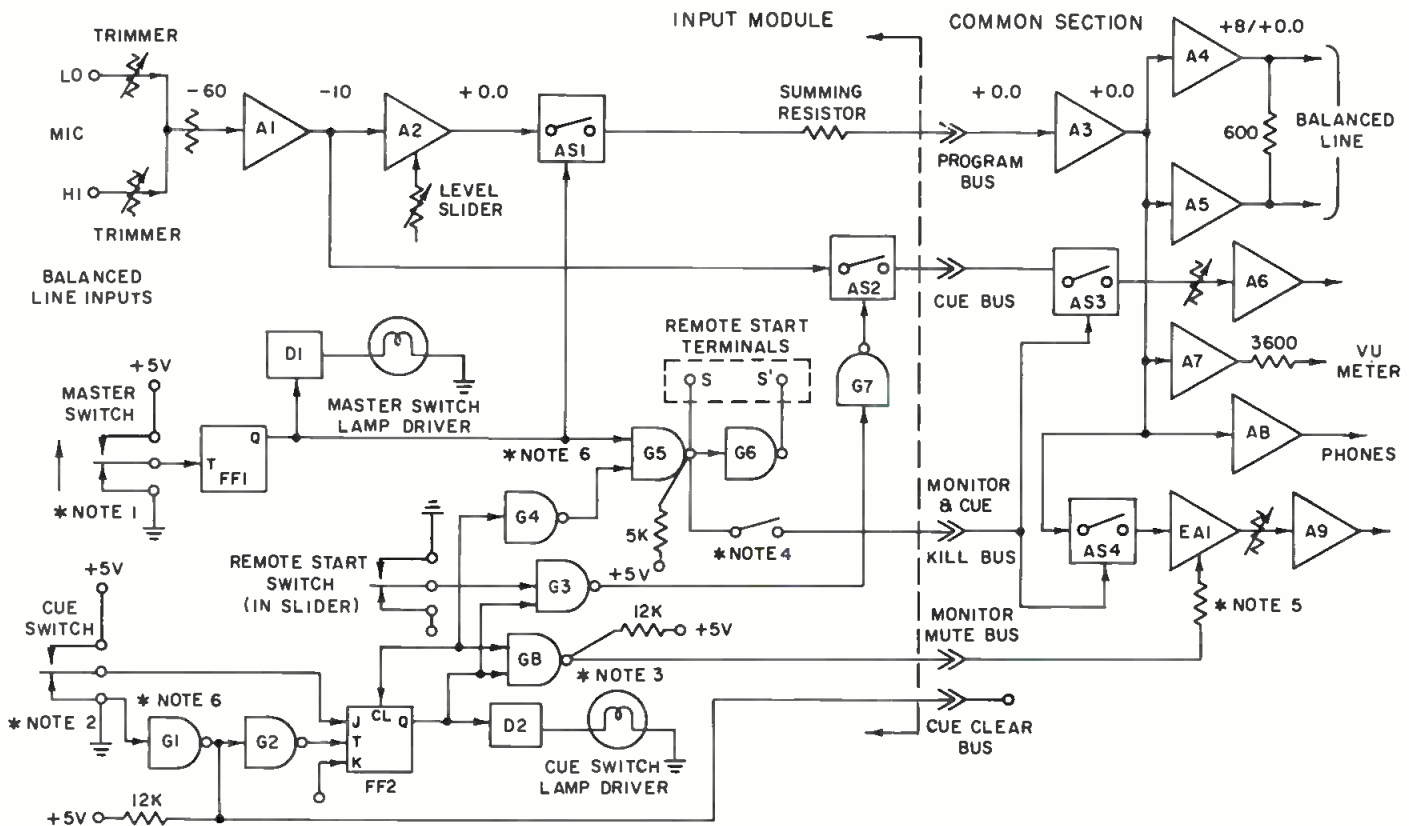 INPUT MODULE
COMMON SECTION
TRIMMER
LO
MIC
HI
TRIMMER
BALANCED
LINE INPUTS
-60
A1
-10
A2
+0.0
LEVEL
SLIDER
AS1
SUMMING
RESISTOR
+0.0
PROGRAM
BUS
A3
+0.0
A4
+8/+0.0
600
BALANCED
LINE
A5
AS2
CUE BUS
AS3
A6
A7
3600
VU
METER
A8
PHONES
AS4
EA1
A9
* NOTE 5
+5V
MASTER
SWITCH
* NOTE 1
T
Q
FF1
D1
MASTER SWITCH
LAMP DRIVER
* NOTE 6
REMOTE START
TERMINALS
S
S'
G5
G6
G7
5K
+5V
* NOTE 4
MONITOR
& CUE
KILL BUS
G4
REMOTE START
SWITCH
(IN SLIDER)
G3
12K
+5V
G8
* NOTE 3
MONITOR
MUTE BUS
+5V
CUE
SWITCH
* NOTE 2
* NOTE 6
G1
G2
J
CL
Q
T
K
FF2
D2
CUE SWITCH
LAMP DRIVER
CUE CLEAR
BUS
12K
+5V